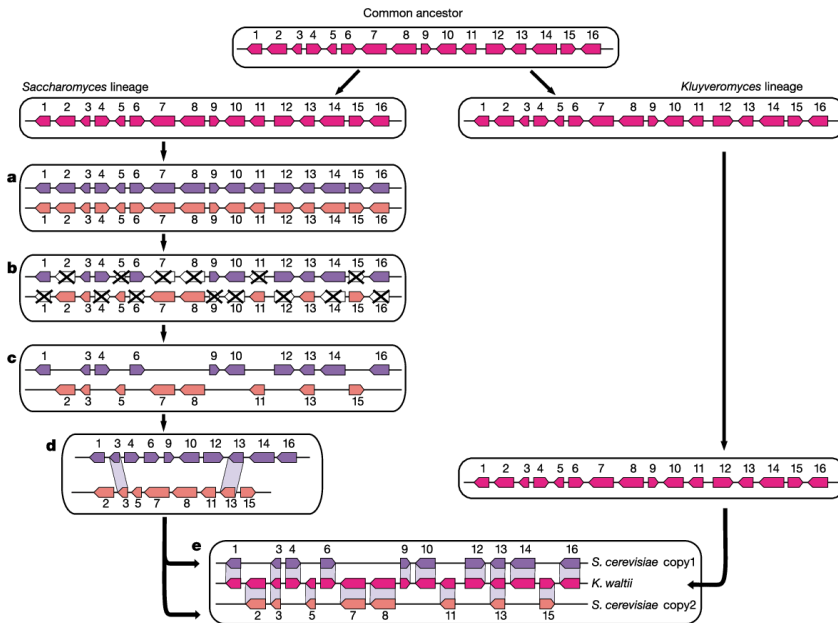 Common ancestor
1 2 3 4 5 6 7 8 9 10 11 12 13 14 15 16
Saccharomyces lineage
1 2 3 4 5 6 7 8 9 10 11 12 13 14 15 16
Kluyveromyces lineage
1 2 3 4 5 6 7 8 9 10 11 12 13 14 15 16
a
1 2 3 4 5 6 7 8 9 10 11 12 13 14 15 16
1 2 3 4 5 6 7 8 9 10 11 12 13 14 15 16
b
1 2 3 4 5 6 7 8 9 10 11 12 13 14 15 16
1 2 3 4 5 6 7 8 9 10 11 12 13 14 15 16
c
1 3 4 6 9 10 12 13 14 16
2 3 5 7 8 11 13 15
d
1 3 4 6 9 10 12 13 14 16
2 3 5 7 8 11 13 15
1 2 3 4 5 6 7 8 9 10 11 12 13 14 15 16
e
1 3 4 6 9 10 12 13 14 16
S. cerevisiae copy1
K. waltii
S. cerevisiae copy2
2 3 5 7 8 11 13 15